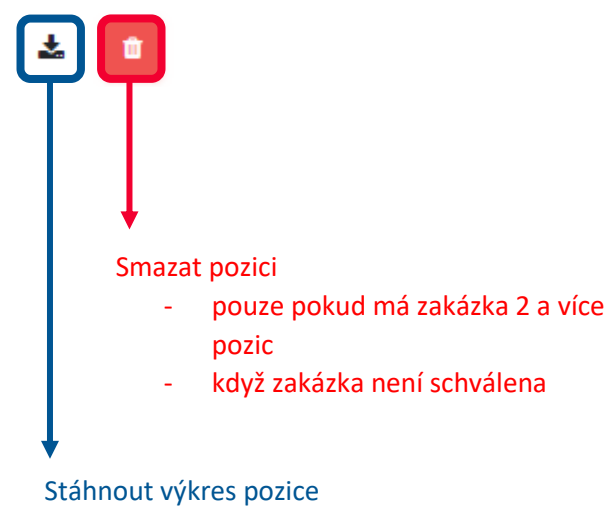 Smazat pozici
- pouze pokud má zakázka 2 a více
pozic
- když zakázka není schválena
Stáhnout výkres pozice